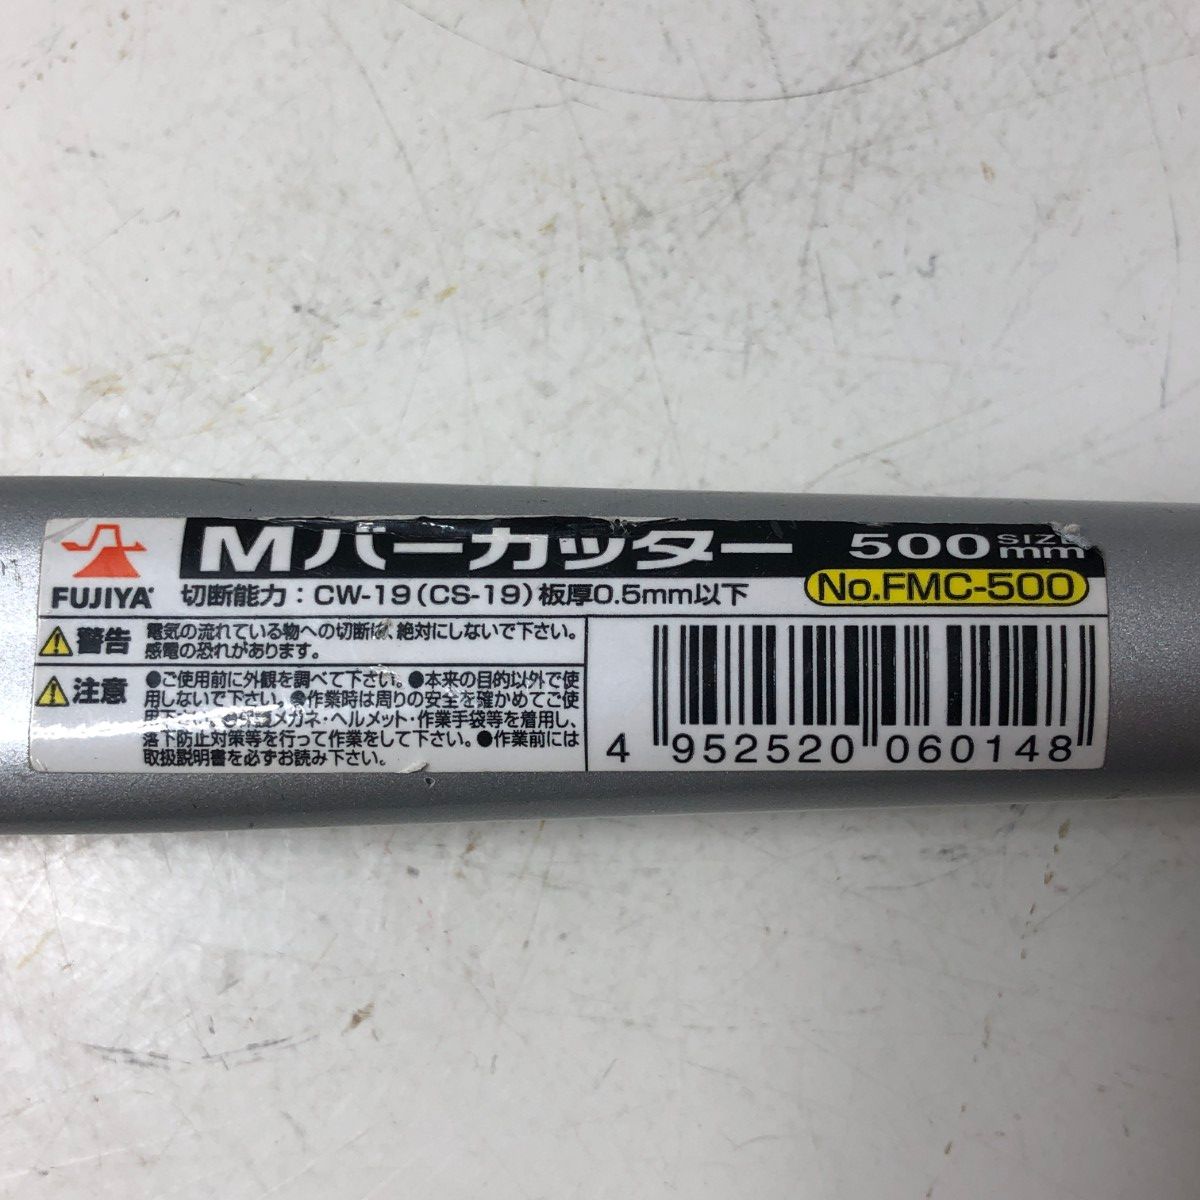 Mバーカッター 500 SIZE mm
FUJIYA
切断能力：CW-19(CS-19)板厚0.5mm以下 No.FMC-500
警告 電気の流れている物への切断は、絶対にしないで下さい。
感電の恐れがあります。
注意 ●ご使用前に外観を調べて下さい。●本来の目的以外で使
用しないで下さい。●作業時は周りの安全を確かめてご使
用下さい。●保護メガネ・ヘルメット・作業手袋等を着用し、
落下防止対策等を行って作業をして下さい。●作業前には
取扱説明書を必ずお読み下さい。
4 952520 060148